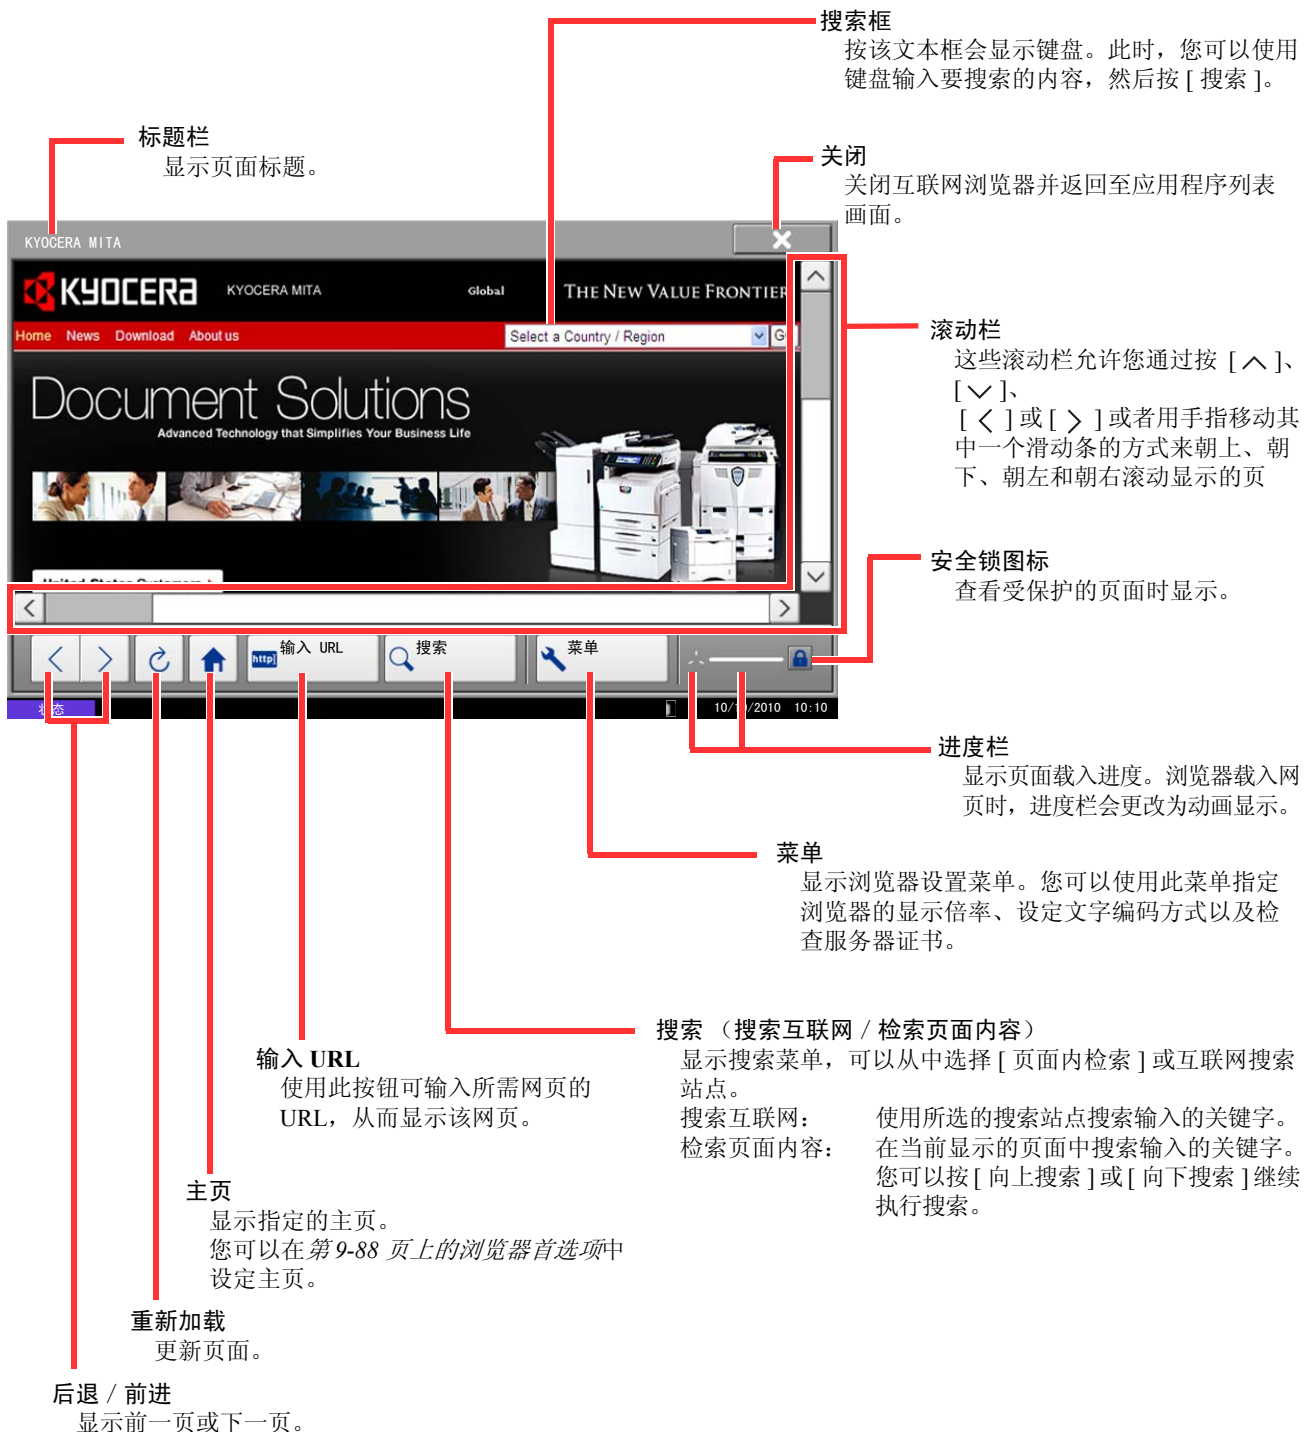 搜索框
按该文本框会显示键盘。此时，您可以使用
键盘输入要搜索的内容，然后按 [ 搜索 ]。
标题栏
显示页面标题。
关闭
关闭互联网浏览器并返回至应用程序列表
画面。
KYOCERA MITA
KYOCERA
KYOCERA MITA
Global
THE NEW VALUE FRONTIER
Home News Download About us
Select a Country / Region
Document Solutions
Advanced Technology that Simplifies Your Business Life
滚动栏
这些滚动栏允许您通过按 [ ︿ ]、
[ ﹀ ]、
[ 〈 ] 或 [ 〉 ] 或者用手指移动其
中一个滑动条的方式来朝上、朝
下、朝左和朝右滚动显示的页
安全锁图标
查看受保护的页面时显示。
http
输入 URL
搜索
菜单
状态
10/10/2010 10:10
进度栏
显示页面载入进度。浏览器载入网
页时，进度栏会更改为动画显示。
菜单
显示浏览器设置菜单。您可以使用此菜单指定
浏览器的显示倍率、设定文字编码方式以及检
查服务器证书。
搜索 （搜索互联网 / 检索页面内容）
显示搜索菜单，可以从中选择 [ 页面内检索 ] 或互联网搜索
站点。
搜索互联网： 使用所选的搜索站点搜索输入的关键字。
检索页面内容： 在当前显示的页面中搜索输入的关键字。
您可以按 [ 向上搜索 ] 或 [ 向下搜索 ] 继续
执行搜索。
输入 URL
使用此按钮可输入所需网页的
URL，从而显示该网页。
主页
显示指定的主页。
您可以在第 9-88 页上的浏览器首选项中
设定主页。
重新加载
更新页面。
后退 / 前进
显示前一页或下一页。